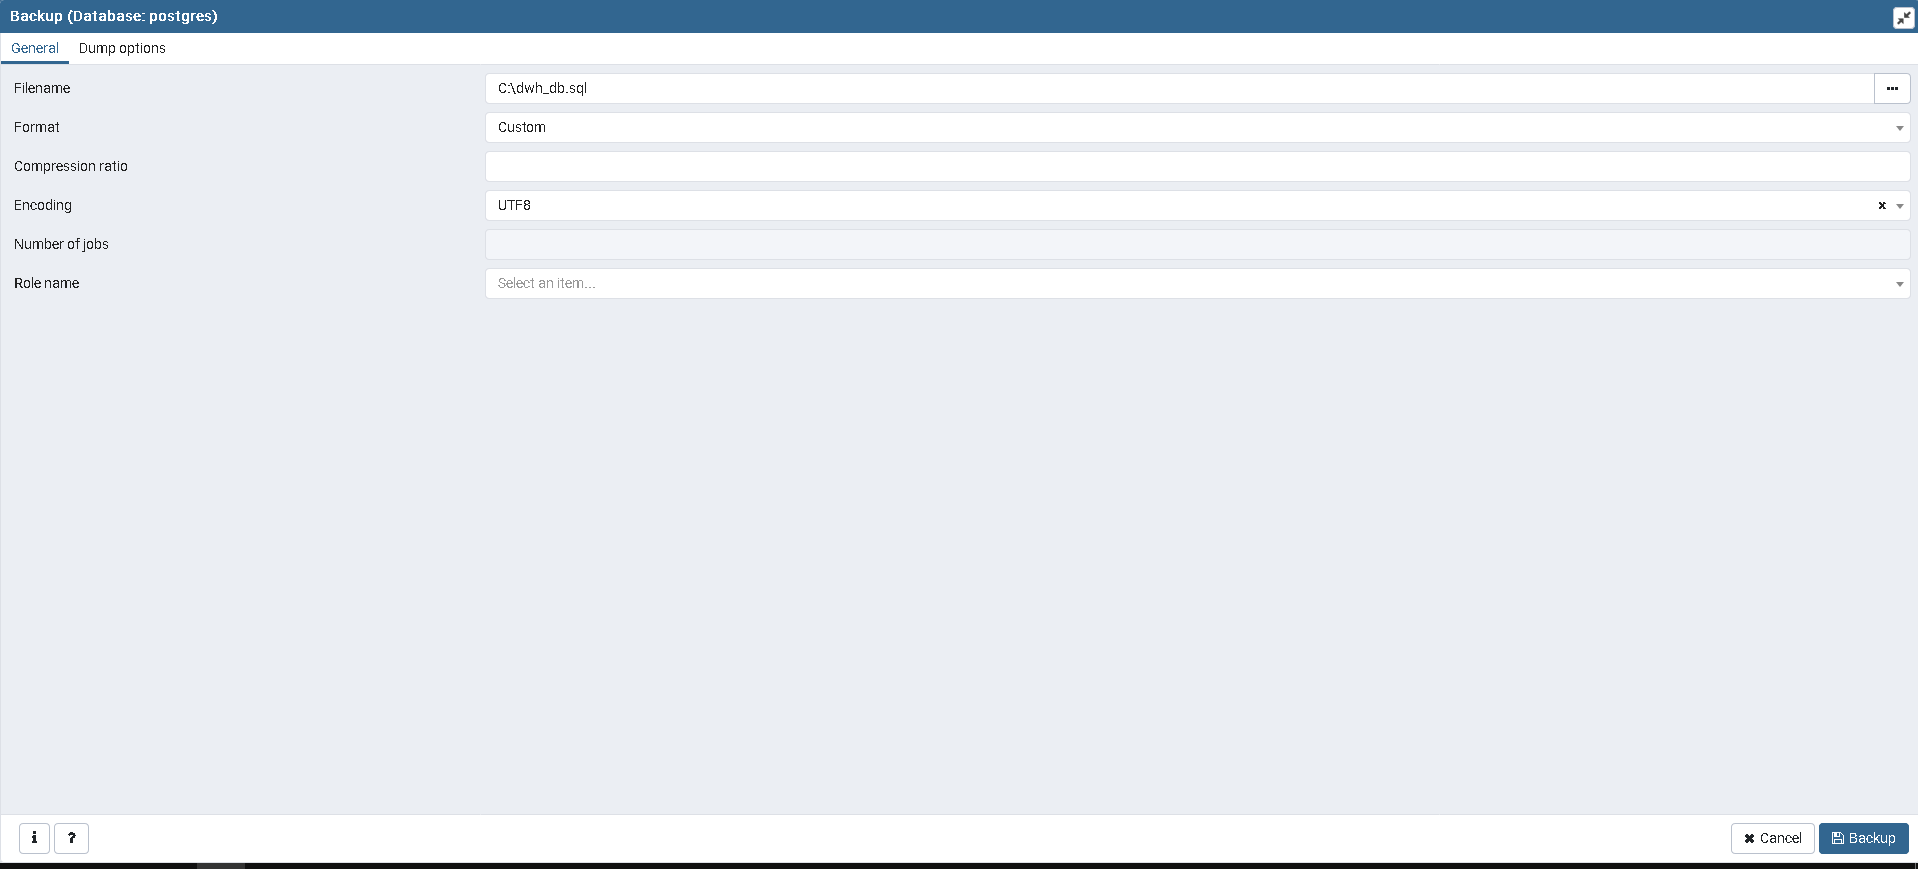 Backup (Database: postgres)
General Dump options
Filename C:\dwh_db.sql ...
Format Custom
Compression ratio
Encoding UTF8 ×
Number of jobs
Role name Select an item...
i ? Cancel Backup